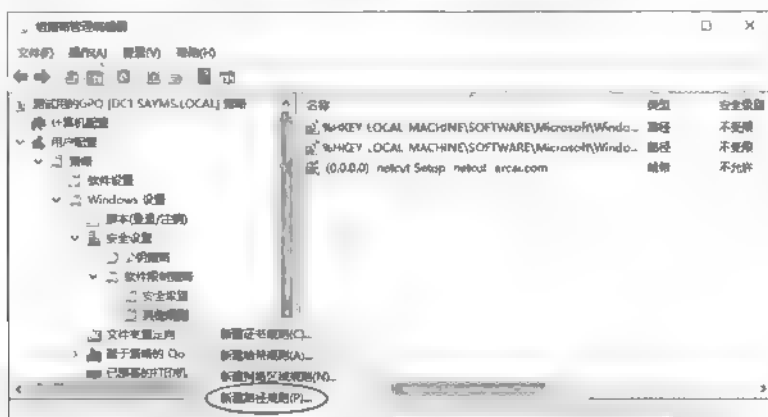 组策略管理编辑器
文件(F) 操作(A) 查看(V) 帮助(H)
测试用的GPO [DC1.SAYMS.LOCAL] 策略
计算机配置
用户配置
策略
软件设置
Windows 设置
脚本(登录/注销)
安全设置
公钥策略
软件限制策略
安全级别
其他规则
文件夹重定向
基于策略的 Qo
已部署的打印机
名称 类型 安全级别
%HKEY_LOCAL_MACHINE\SOFTWARE\Microsoft\Windo... 路径 不受限
%HKEY_LOCAL_MACHINE\SOFTWARE\Microsoft\Windo... 路径 不受限
(0.0.0.0) netcut Setup netcut arcai.com 哈希 不允许
新建证书规则(C)...
新建哈希规则(A)...
新建网络区域规则(N)...
新建路径规则(P)...